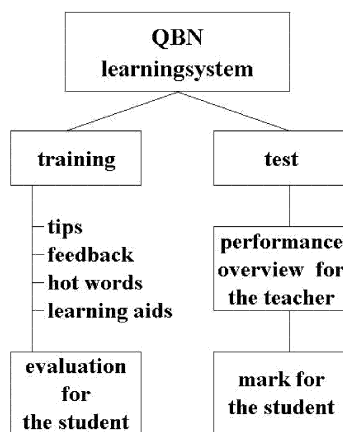 QBN
learningsystem
training
test
tips
feedback
hot words
learning aids
performance
overview for
the teacher
evaluation
for
the student
mark for
the student